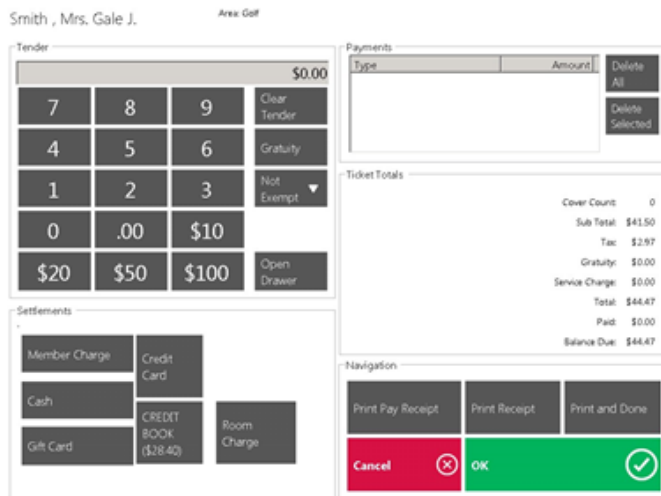 Smith , Mrs. Gale J.
Area: Golf
Tender
$0.00
7 8 9 Clear
Tender
4 5 6 Gratuity
1 2 3 Not
Exempt
0 .00 $10
$20 $50 $100 Open
Drawer
Settlements
Member Charge
Credit
Card
Cash
CREDIT
BOOK
($28.40)
Room
Charge
Gift Card
Payments
Type Amount
Delete
All
Delete
Selected
Ticket Totals
Cover Count: 0
Sub Total: $41.50
Tax: $2.97
Gratuity: $0.00
Service Charge: $0.00
Total: $44.47
Paid: $0.00
Balance Due: $44.47
Navigation
Print Pay Receipt
Print Receipt
Print and Done
Cancel
OK